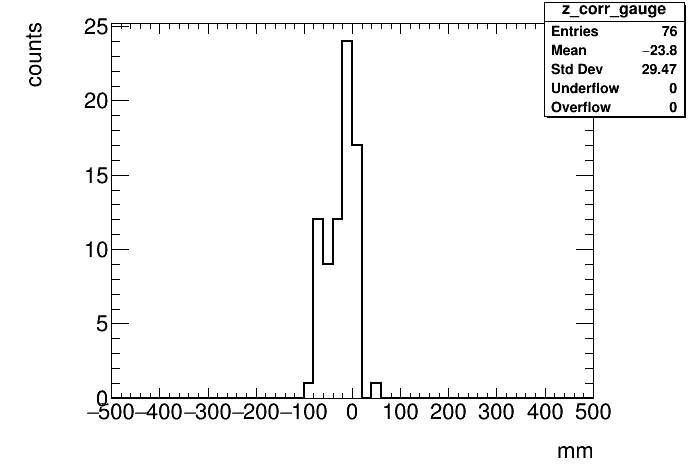 z_corr_gauge
Entries 76
Mean −23.8
Std Dev 29.47
Underflow 0
Overflow 0
counts
25
20
15
10
5
0
−500 −400 −300 −200 −100 0 100 200 300 400 500
mm